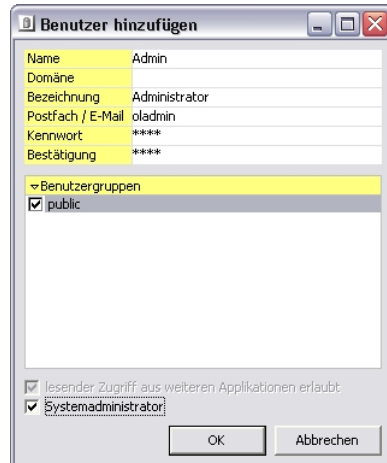 Benutzer hinzufügen
Name Admin
Domäne
Bezeichnung Administrator
Postfach / E-Mail oladmin
Kennwort ****
Bestätigung ****
Benutzergruppen
public
lesender Zugriff aus weiteren Applikationen erlaubt
Systemadministrator
OK Abbrechen